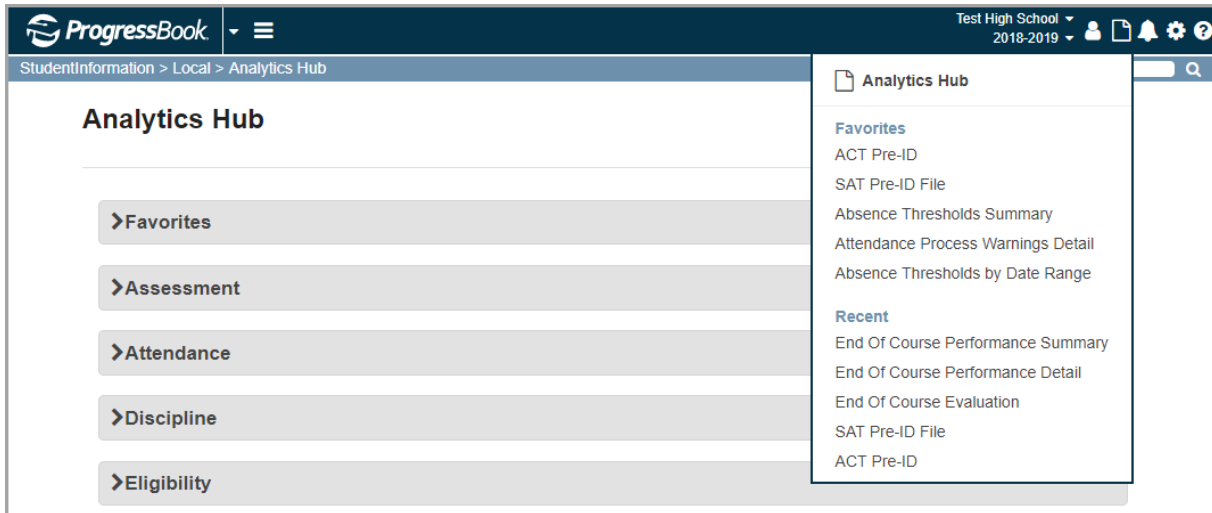 ProgressBook
Test High School
2018-2019
StudentInformation > Local > Analytics Hub
Analytics Hub
Favorites
Assessment
Attendance
Discipline
Eligibility
Analytics Hub
Favorites
ACT Pre-ID
SAT Pre-ID File
Absence Thresholds Summary
Attendance Process Warnings Detail
Absence Thresholds by Date Range
Recent
End Of Course Performance Summary
End Of Course Performance Detail
End Of Course Evaluation
SAT Pre-ID File
ACT Pre-ID